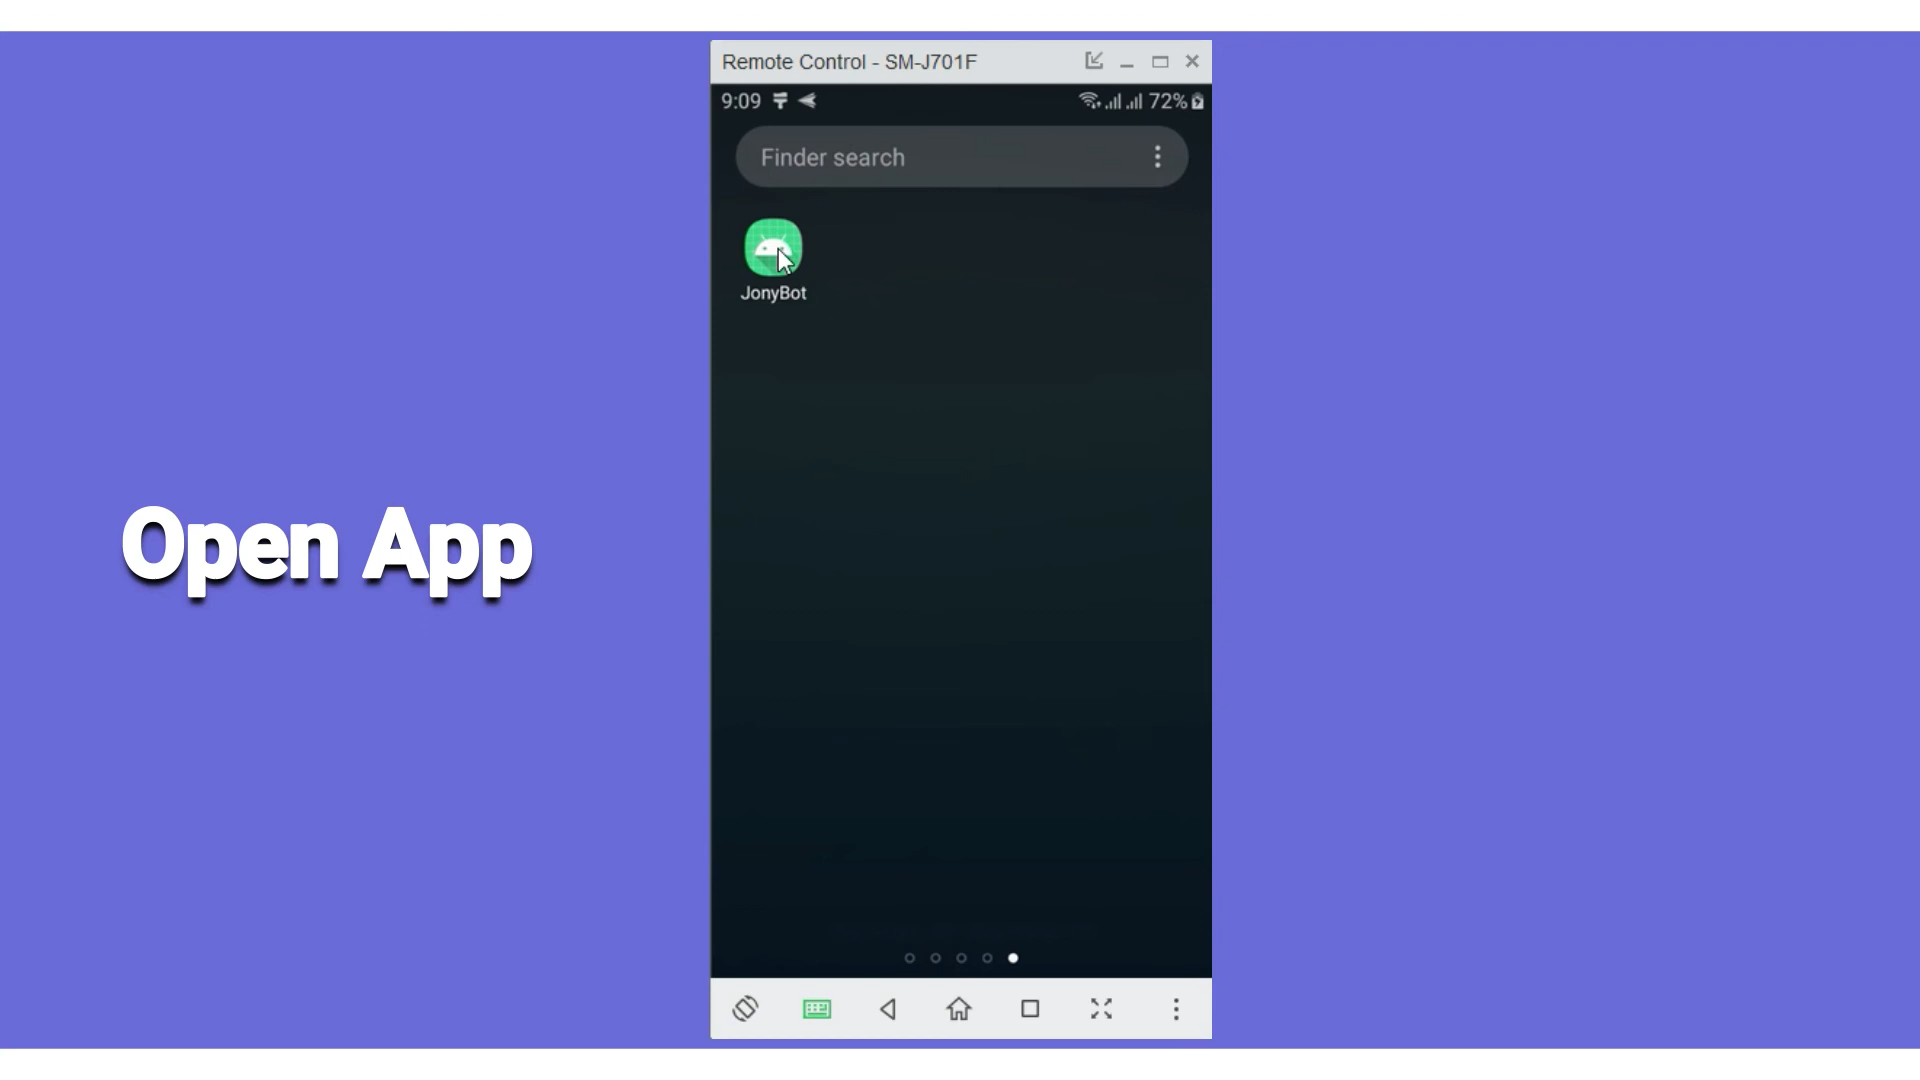 Remote Control - SM-J701F
9:09
72%
Finder search
JonyBot
Open App